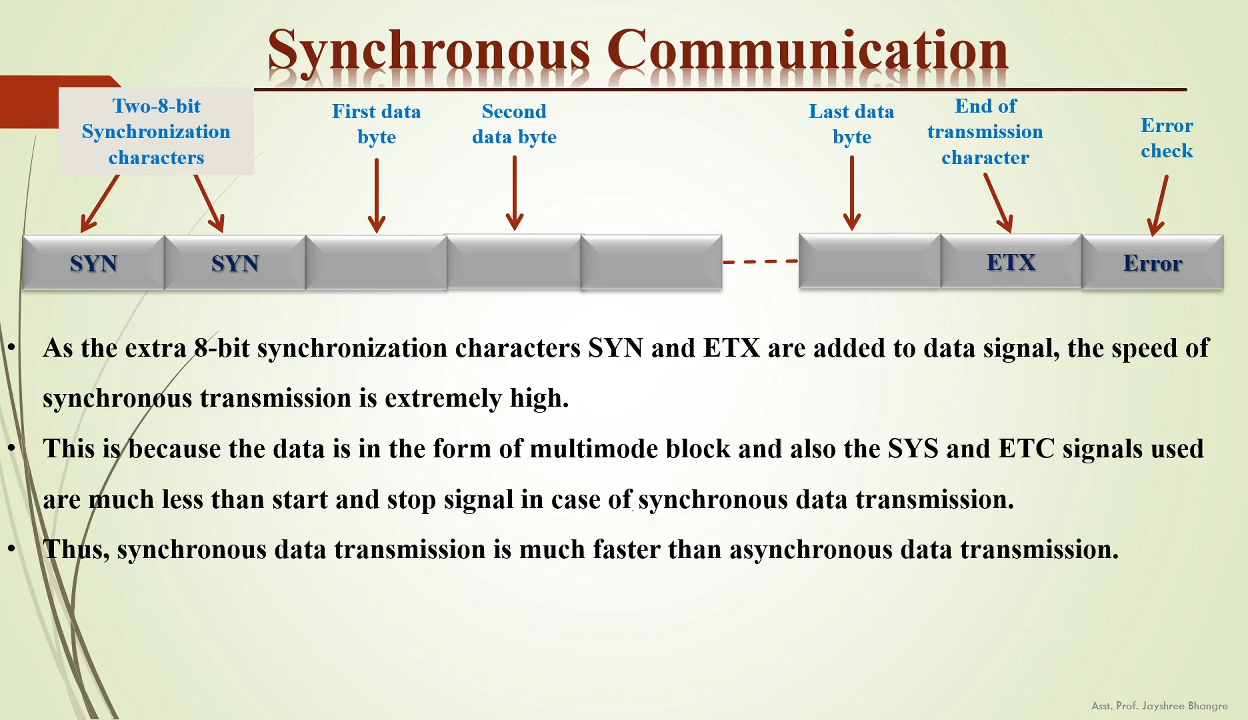 Synchronous Communication
Two-8-bit
Synchronization
characters
First data
byte
Second
data byte
Last data
byte
End of
transmission
character
Error
check
SYN
SYN
ETX
Error
• As the extra 8-bit synchronization characters SYN and ETX are added to data signal, the speed of
synchronous transmission is extremely high.
• This is because the data is in the form of multimode block and also the SYS and ETC signals used
are much less than start and stop signal in case of synchronous data transmission.
• Thus, synchronous data transmission is much faster than asynchronous data transmission.
Asst. Prof. Jayshree Bhangre